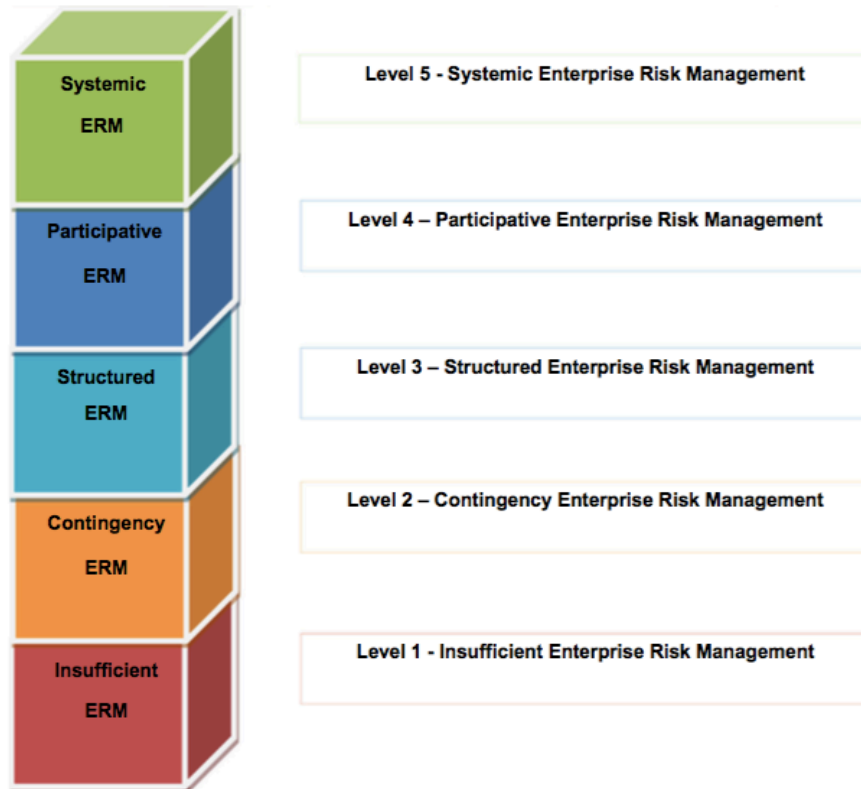 Systemic
ERM
Level 5 - Systemic Enterprise Risk Management
Participative
ERM
Level 4 – Participative Enterprise Risk Management
Structured
ERM
Level 3 – Structured Enterprise Risk Management
Contingency
ERM
Level 2 – Contingency Enterprise Risk Management
Insufficient
ERM
Level 1 - Insufficient Enterprise Risk Management